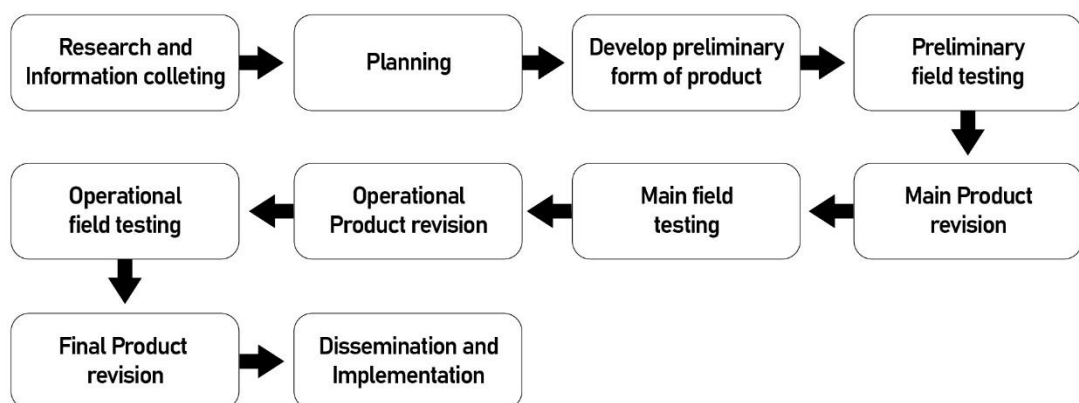 Research and
Information colleting
Planning
Develop preliminary
form of product
Preliminary
field testing
Main Product
revision
Main field
testing
Operational
Product revision
Operational
field testing
Final Product
revision
Dissemination and
Implementation